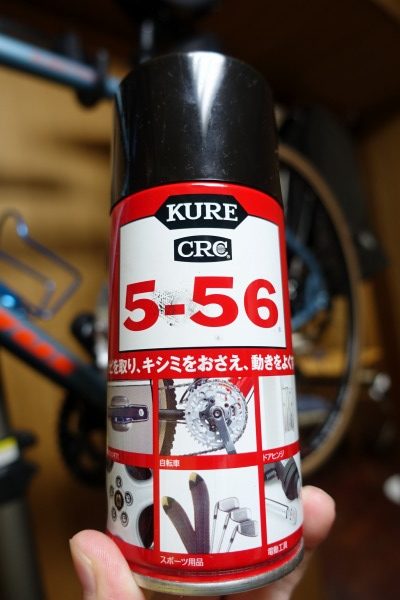 KURE
CRC
5-56
を取り、キシミをおさえ、動きをよく
自転車
ドアヒンジ
スポーツ用品
電動工具